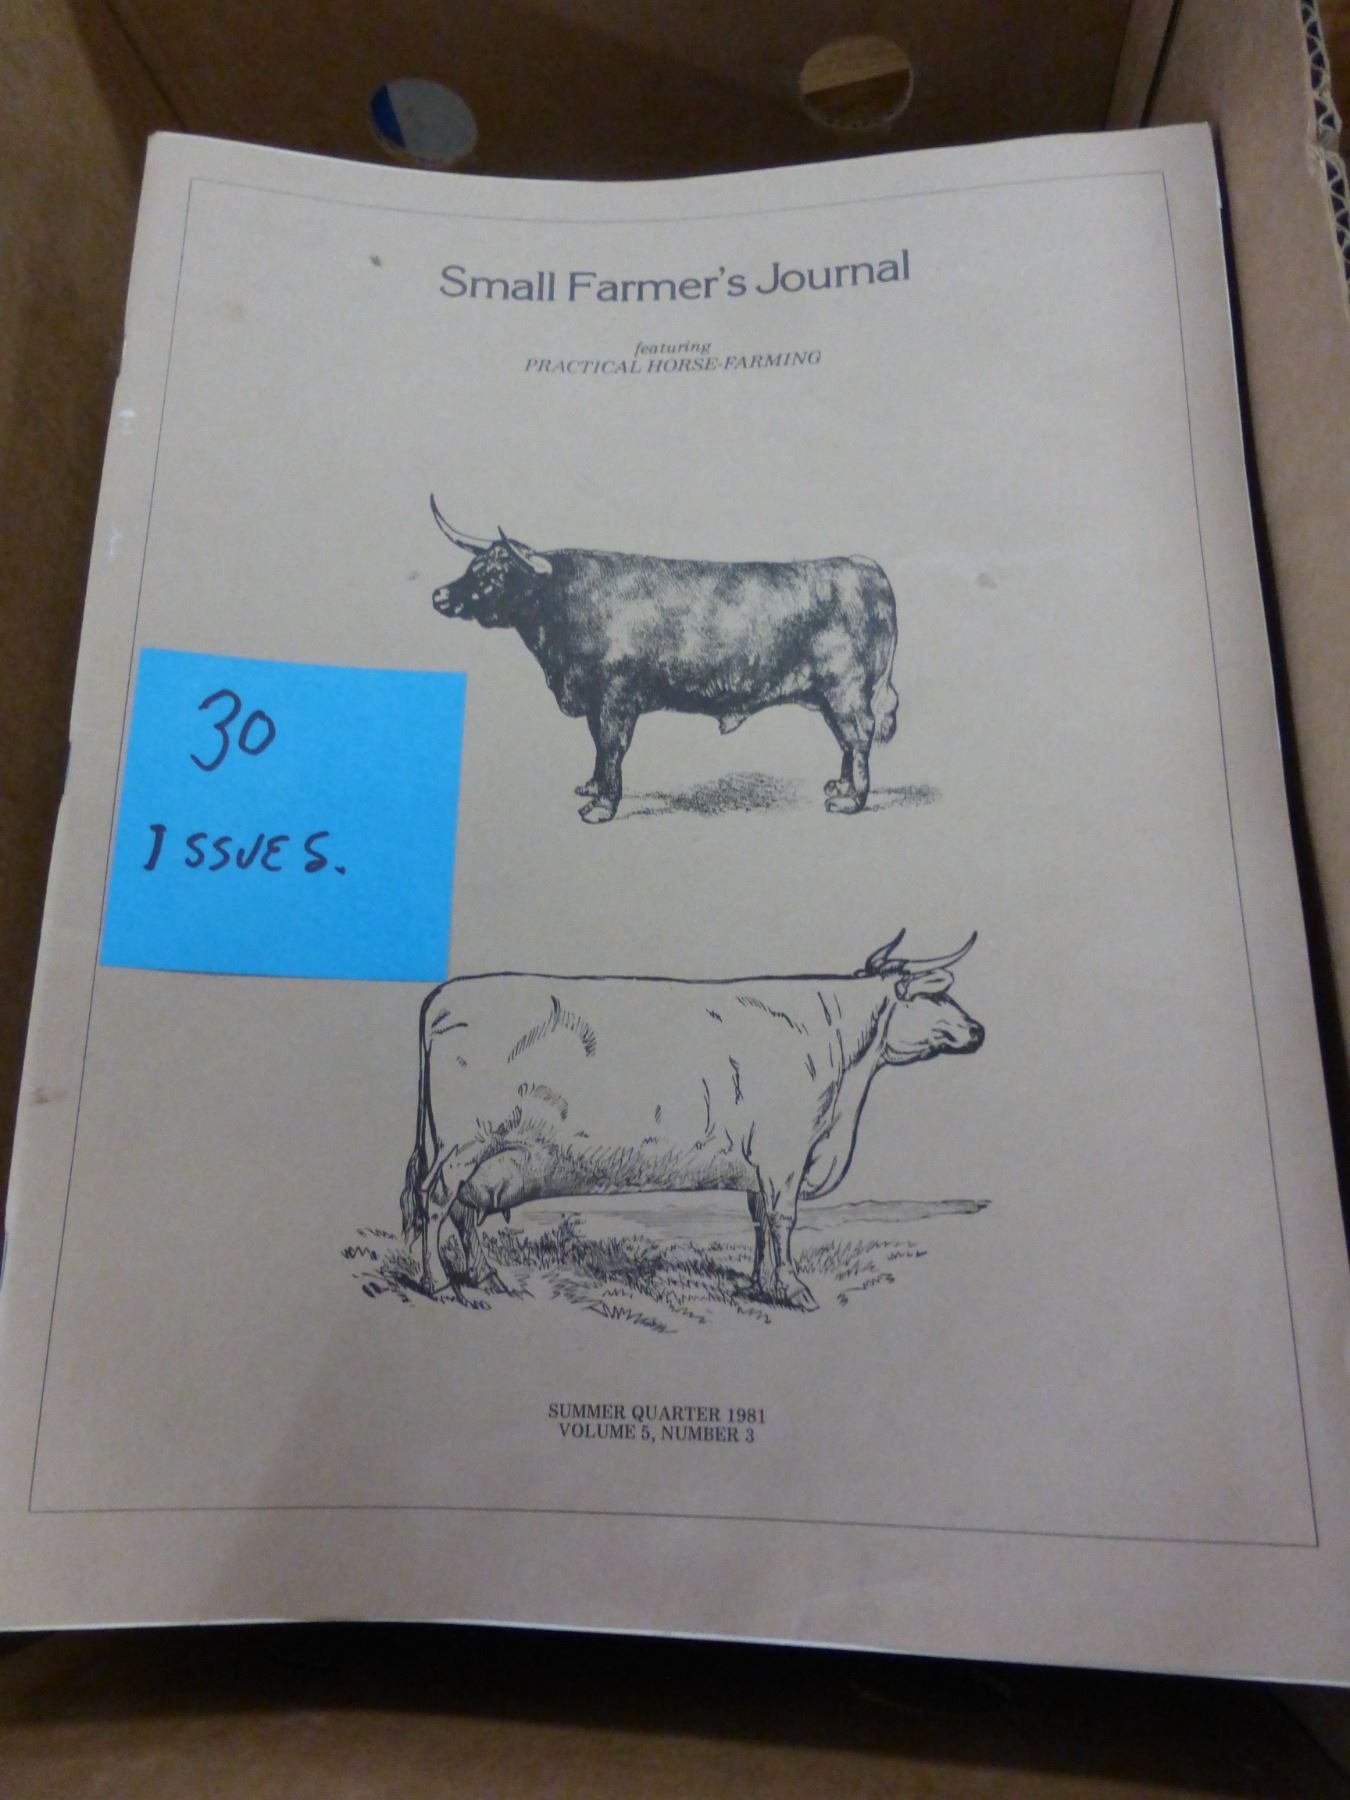 Small Farmer's Journal
featuring
PRACTICAL HORSE-FARMING
30
ISSUES.
SUMMER QUARTER 1981
VOLUME 5, NUMBER 3